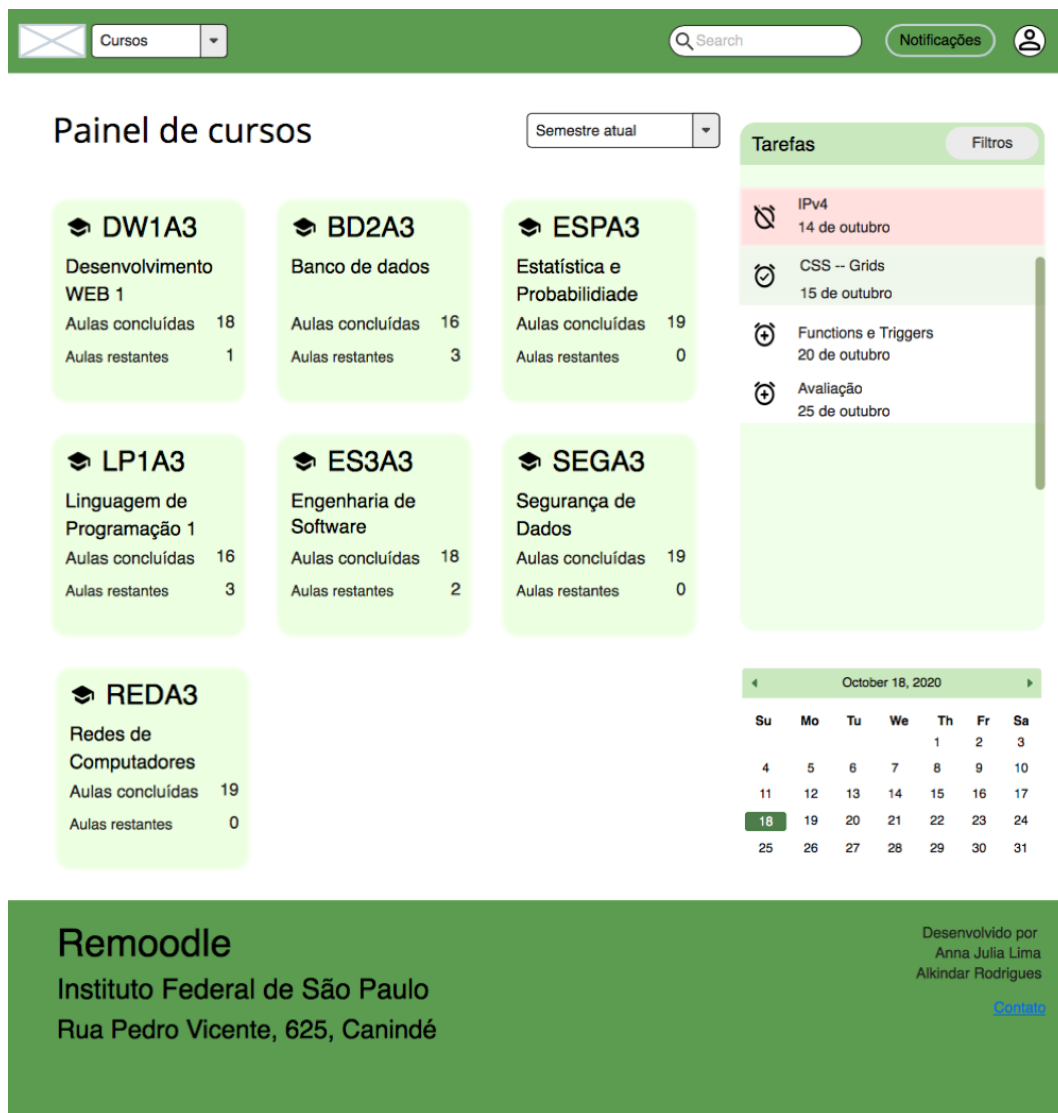 Cursos
Search
Notificações
Painel de cursos
Semestre atual
DW1A3
Desenvolvimento
WEB 1
Aulas concluídas 18
Aulas restantes 1
BD2A3
Banco de dados
Aulas concluídas 16
Aulas restantes 3
ESPA3
Estatística e
Probabilidiade
Aulas concluídas 19
Aulas restantes 0
LP1A3
Linguagem de
Programação 1
Aulas concluídas 16
Aulas restantes 3
ES3A3
Engenharia de
Software
Aulas concluídas 18
Aulas restantes 2
SEGA3
Segurança de
Dados
Aulas concluídas 19
Aulas restantes 0
REDA3
Redes de
Computadores
Aulas concluídas 19
Aulas restantes 0
Tarefas Filtros
IPv4
14 de outubro
CSS -- Grids
15 de outubro
Functions e Triggers
20 de outubro
Avaliação
25 de outubro
October 18, 2020
Su Mo Tu We Th Fr Sa
1 2 3
4 5 6 7 8 9 10
11 12 13 14 15 16 17
18 19 20 21 22 23 24
25 26 27 28 29 30 31
Remoodle
Instituto Federal de São Paulo
Rua Pedro Vicente, 625, Canindé
Desenvolvido por
Anna Julia Lima
Alkindar Rodrigues
Contato